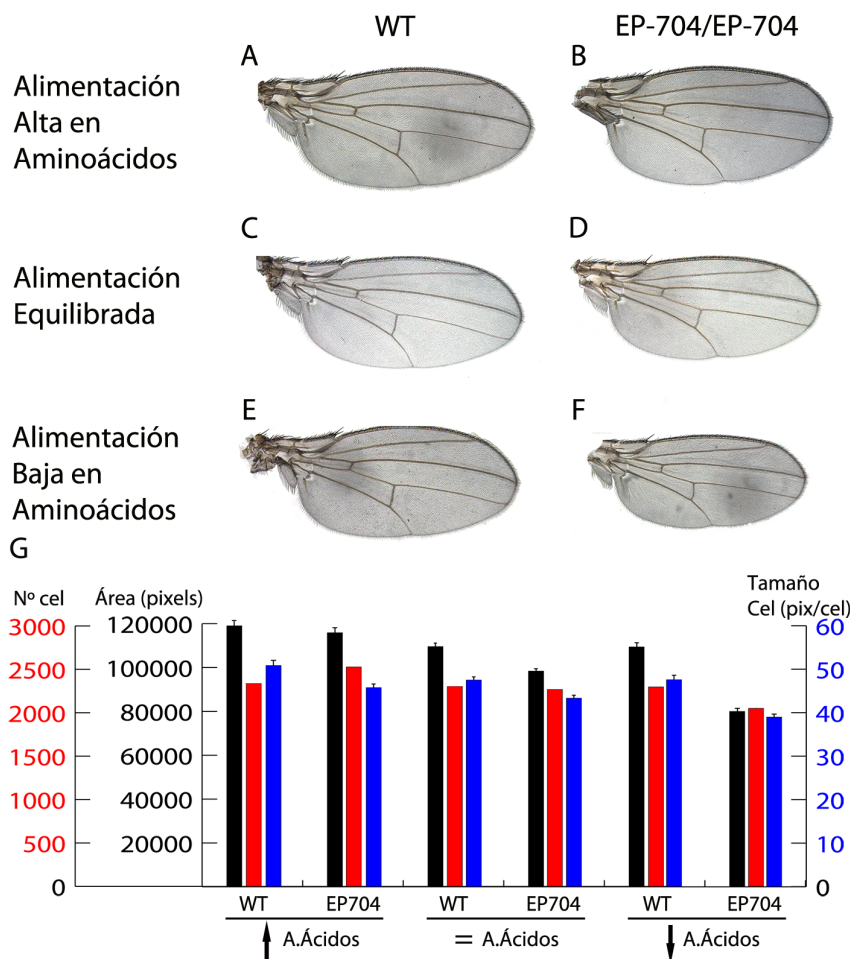 WT
EP-704/EP-704
A
B
Alimentación
Alta en
Aminoácidos
C
D
Alimentación
Equilibrada
E
F
Alimentación
Baja en
Aminoácidos
G
Nº cel
Área (pixels)
Tamaño
Cel (pix/cel)
3000 120000 60
2500 100000 50
2000 80000 40
1500 60000 30
1000 40000 20
500 20000 10
0 0
WT EP704 WT EP704 WT EP704
A.Ácidos = A.Ácidos A.Ácidos